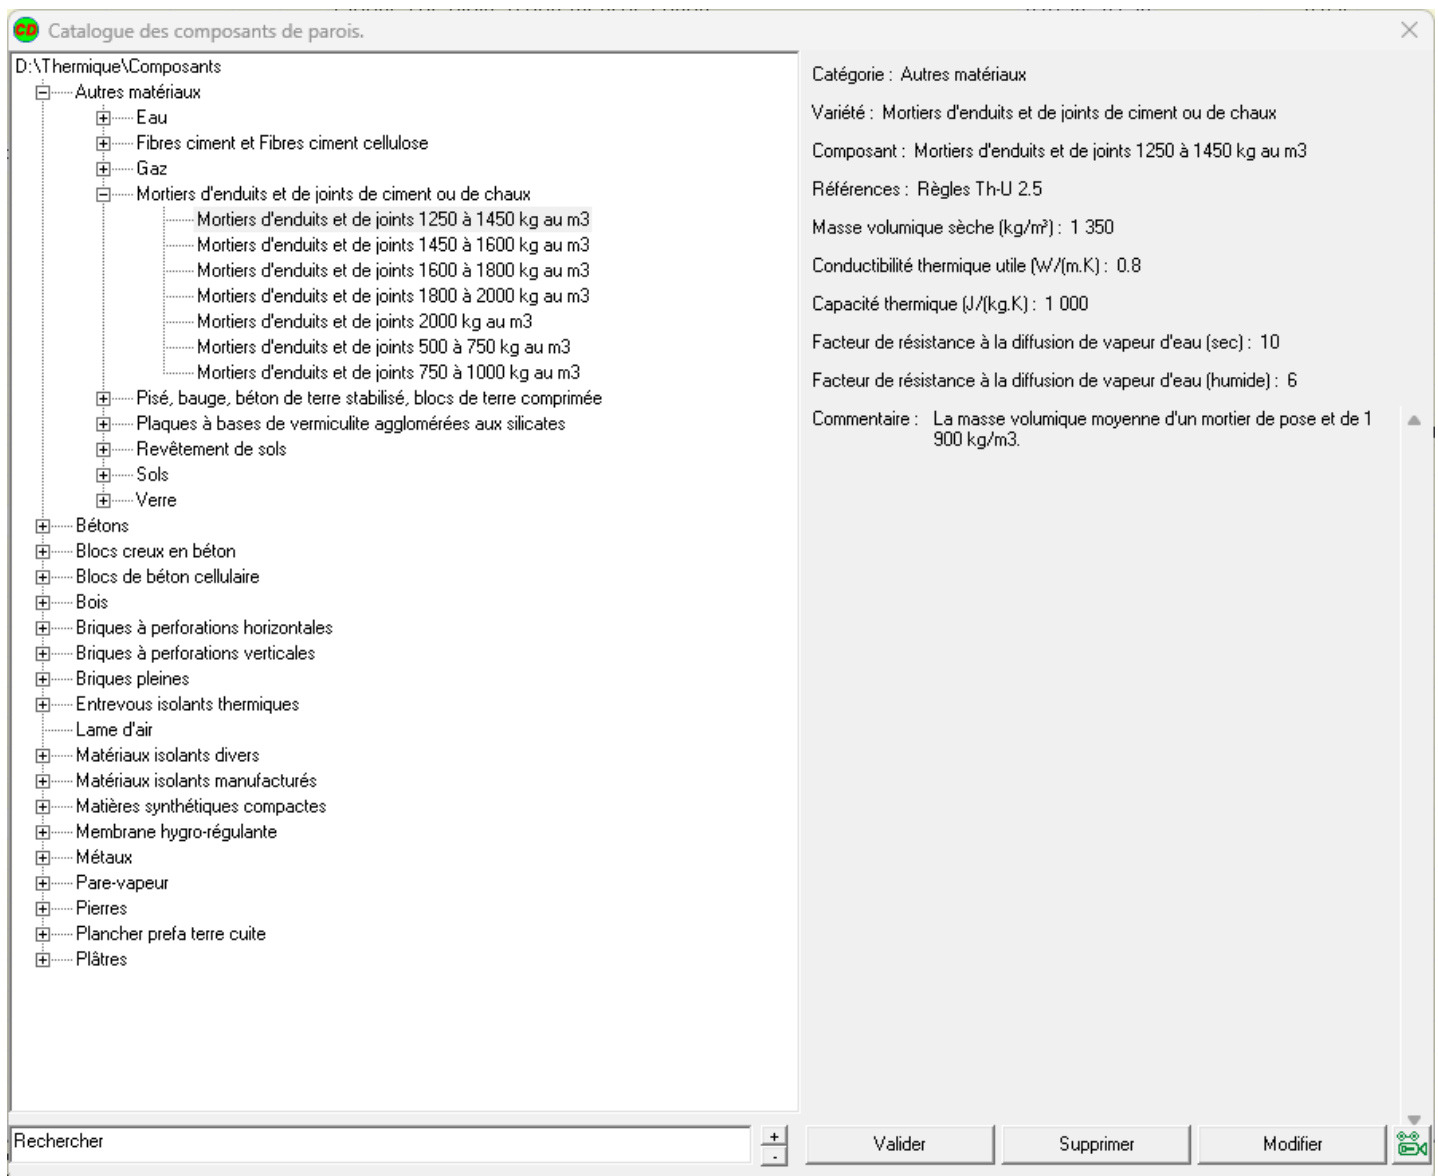 CD Catalogue des composants de parois.
D:\Thermique\Composants
Autres matériaux
Eau
Fibres ciment et Fibres ciment cellulose
Gaz
Mortiers d'enduits et de joints de ciment ou de chaux
Mortiers d'enduits et de joints 1250 à 1450 kg au m3
Mortiers d'enduits et de joints 1450 à 1600 kg au m3
Mortiers d'enduits et de joints 1600 à 1800 kg au m3
Mortiers d'enduits et de joints 1800 à 2000 kg au m3
Mortiers d'enduits et de joints 2000 kg au m3
Mortiers d'enduits et de joints 500 à 750 kg au m3
Mortiers d'enduits et de joints 750 à 1000 kg au m3
Pisé, bauge, béton de terre stabilisé, blocs de terre comprimée
Plaques à bases de vermiculite agglomérées aux silicates
Revêtement de sols
Sols
Verre
Bétons
Blocs creux en béton
Blocs de béton cellulaire
Bois
Briques à perforations horizontales
Briques à perforations verticales
Briques pleines
Entrevous isolants thermiques
Lame d'air
Matériaux isolants divers
Matériaux isolants manufacturés
Matières synthétiques compactes
Membrane hygro-régulante
Métaux
Pare-vapeur
Pierres
Plancher prefa terre cuite
Plâtres
Catégorie : Autres matériaux
Variété : Mortiers d'enduits et de joints de ciment ou de chaux
Composant : Mortiers d'enduits et de joints 1250 à 1450 kg au m3
Références : Règles Th-U 2.5
Masse volumique sèche (kg/m³) : 1 350
Conductibilité thermique utile (W/(m.K) : 0.8
Capacité thermique (J/(kg.K) : 1 000
Facteur de résistance à la diffusion de vapeur d'eau (sec) : 10
Facteur de résistance à la diffusion de vapeur d'eau (humide) : 6
Commentaire : La masse volumique moyenne d'un mortier de pose et de 1
900 kg/m3.
Rechercher
+
-
Valider
Supprimer
Modifier